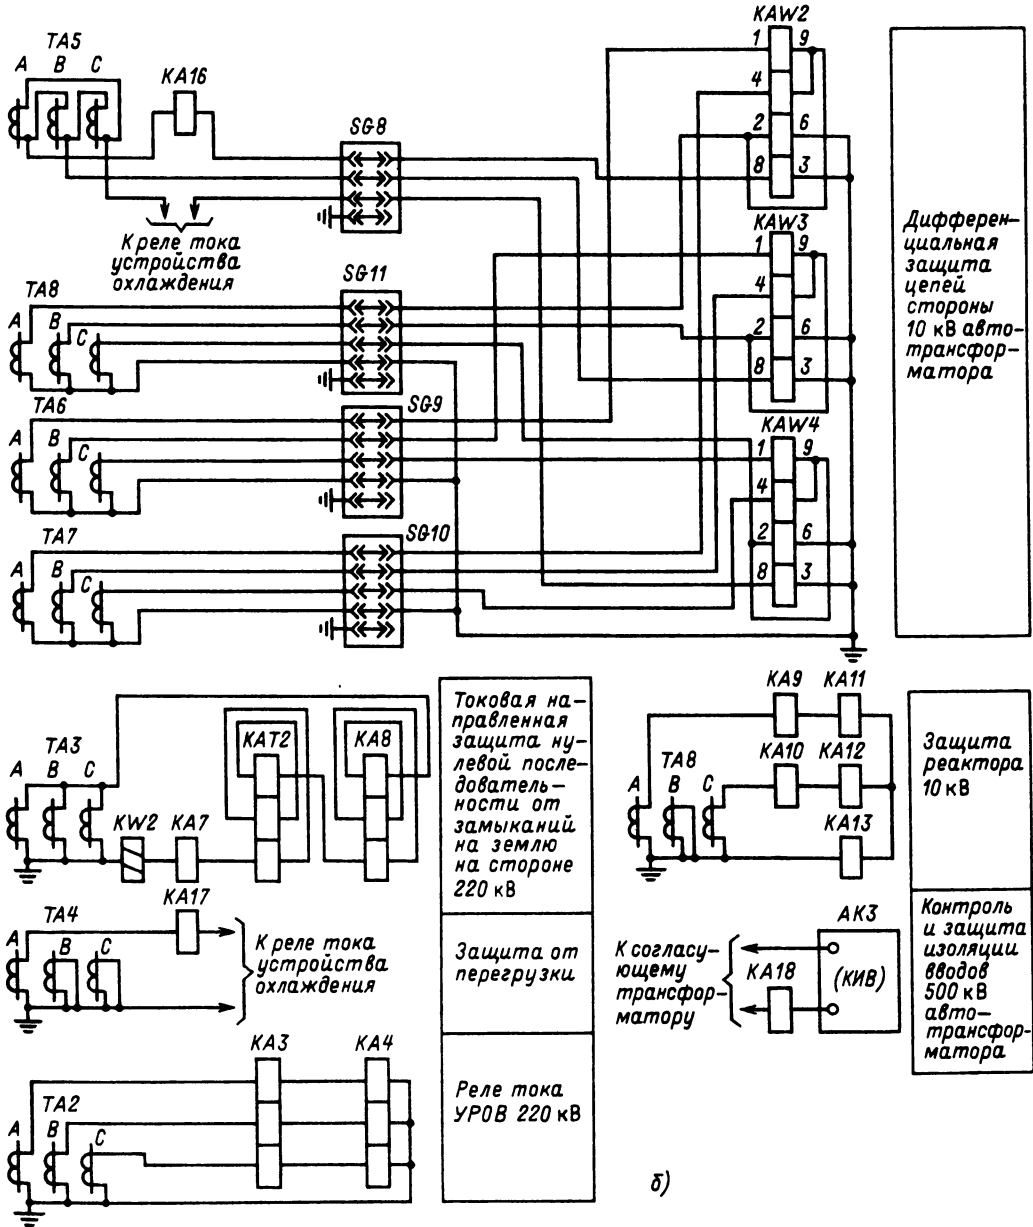 KAW2
TA5
A B C
KA16
1 9
4
2 6
8 3
SG8
К реле тока
устройства
охлаждения
KAW3
1 9
4
2 6
8 3
Дифферен-
циальная
защита
цепей
стороны
10 кВ авто-
трансфор-
матора
TA8
A B C
SG11
TA6
A B C
SG9
KAW4
1 9
4
2 6
8 3
TA7
A B C
SG10
TA3
A B C
KW2
KA7
KAT2
KA8
Токовая на-
правленная
защита ну-
левой после-
дователь-
ности от
замыканий
на землю
на стороне
220 кВ
KA9
KA11
KA10
KA12
TA8
A B C
KA13
Защита
реактора
10 кВ
TA4
A B C
KA17
К реле тока
устройства
охлаждения
Защита от
перегрузки
К согласу-
ющему
трансфор-
матору
KA18
AK3
(КИВ)
Контроль
и защита
изоляции
вводов
500 кВ
авто-
трансфор-
матора
TA2
A B C
KA3
KA4
Реле тока
УРОВ 220 кВ
б)